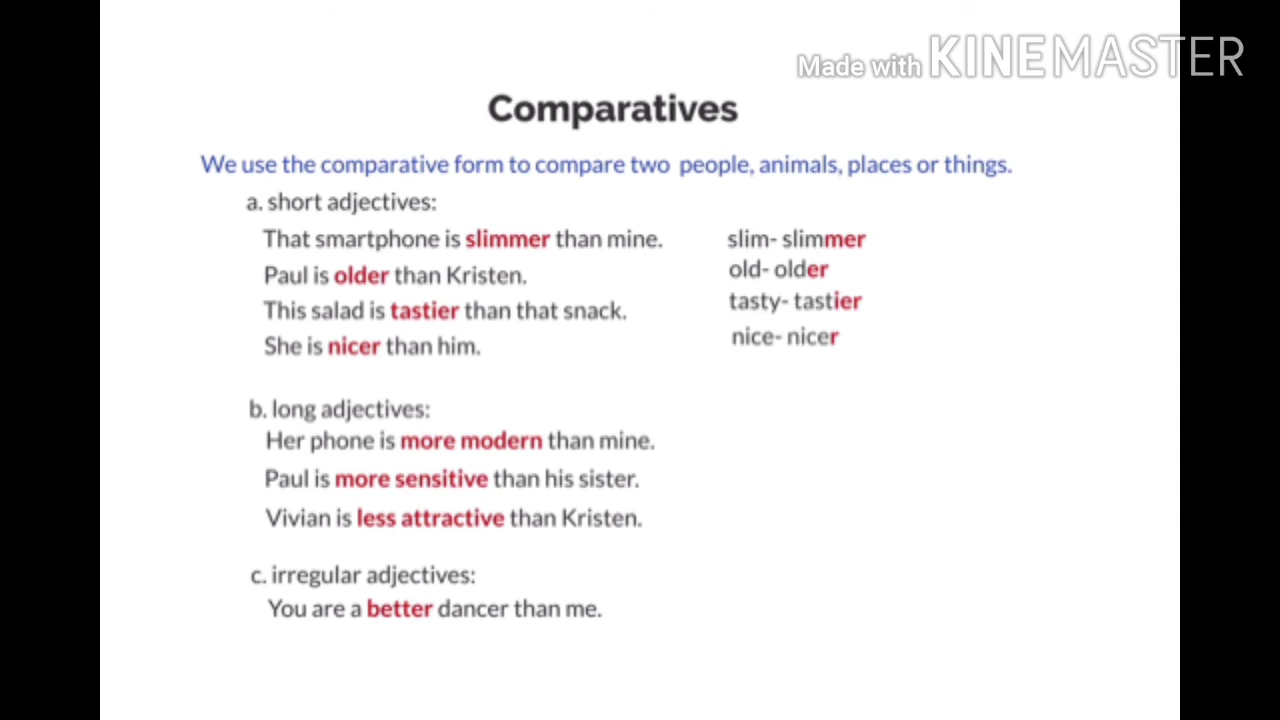 Made with KINEMASTER
Comparatives
We use the comparative form to compare two people, animals, places or things.
a. short adjectives:
That smartphone is slimmer than mine.
slim- slimmer
Paul is older than Kristen.
old- older
This salad is tastier than that snack.
tasty- tastier
She is nicer than him.
nice- nicer
b. long adjectives:
Her phone is more modern than mine.
Paul is more sensitive than his sister.
Vivian is less attractive than Kristen.
c. irregular adjectives:
You are a better dancer than me.